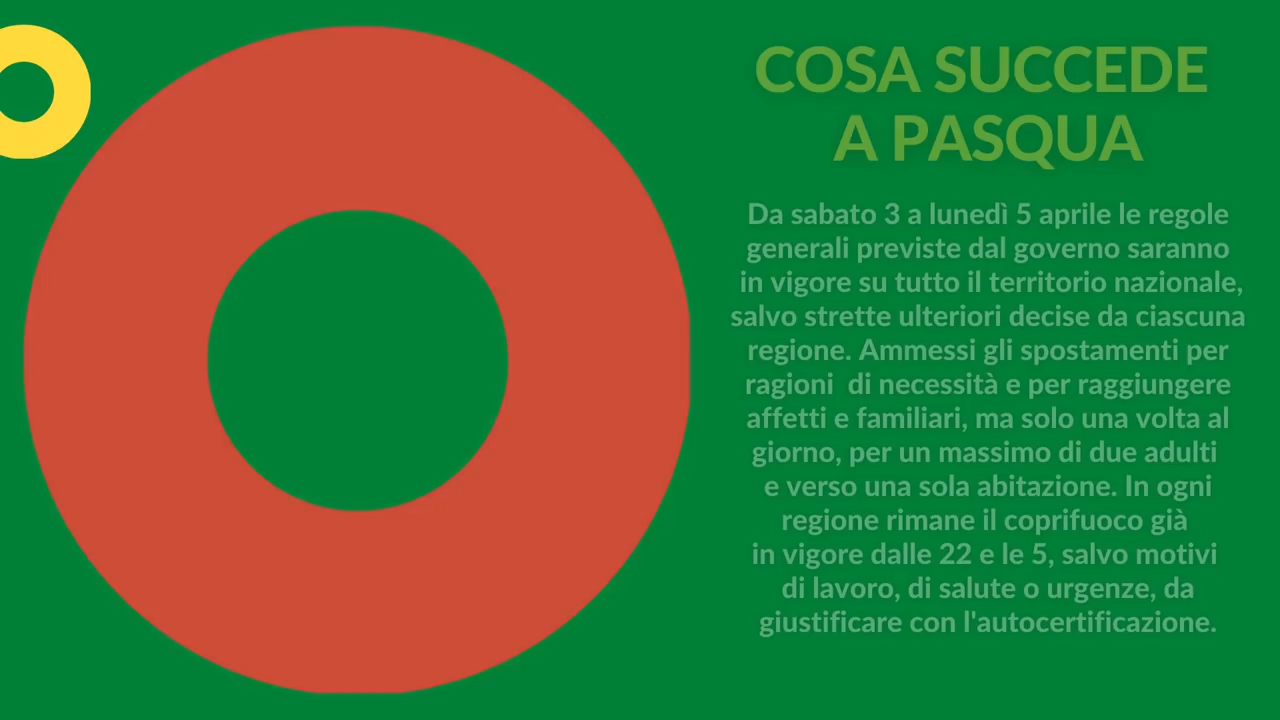 COSA SUCCEDE
A PASQUA
Da sabato 3 a lunedì 5 aprile le regole
generali previste dal governo saranno
in vigore su tutto il territorio nazionale,
salvo strette ulteriori decise da ciascuna
regione. Ammessi gli spostamenti per
ragioni  di necessità e per raggiungere
affetti e familiari, ma solo una volta al
giorno, per un massimo di due adulti
e verso una sola abitazione. In ogni
regione rimane il coprifuoco già
in vigore dalle 22 e le 5, salvo motivi
di lavoro, di salute o urgenze, da
giustificare con l'autocertificazione.